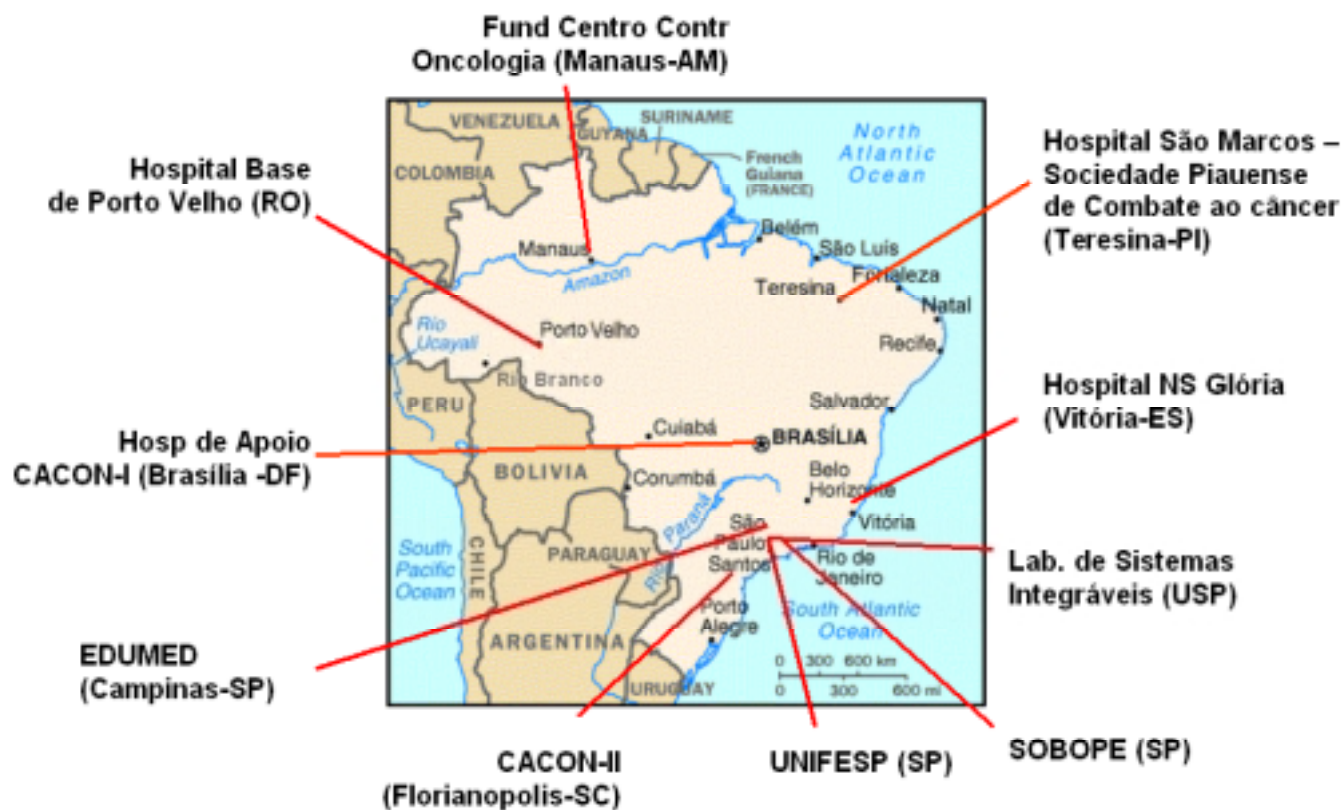 Fund Centro Contr
Oncologia (Manaus-AM)
Hospital Base
de Porto Velho (RO)
Hospital São Marcos –
Sociedade Piauense
de Combate ao câncer
(Teresina-PI)
Hospital NS Glória
(Vitória-ES)
Hosp de Apoio
CACON-I (Brasília -DF)
Lab. de Sistemas
Integráveis (USP)
EDUMED
(Campinas-SP)
CACON-II
(Florianopolis-SC)
UNIFESP (SP)
SOBOPE (SP)
VENEZUELA
GUYANA
SURINAME
French
Guiana
(FRANCE)
COLOMBIA
North
Atlantic
Ocean
Belém
Manaus
São Luís
Amazon
Teresina
Fortaleza
Natal
Río
Ucayali
Porto Velho
Recife
Rio Branco
PERU
Salvador
Cuiabá
BRASÍLIA
BOLIVIA
Corumbá
Belo
Horizonte
Rio Paraná
São
Paulo
Vitória
South
Pacific
Ocean
CHILE
PARAGUAY
Santos
Rio de
Janeiro
Porto
Alegre
South Atlantic
Ocean
ARGENTINA
URUGUAY
0 300 600 km
0 300 600 mi